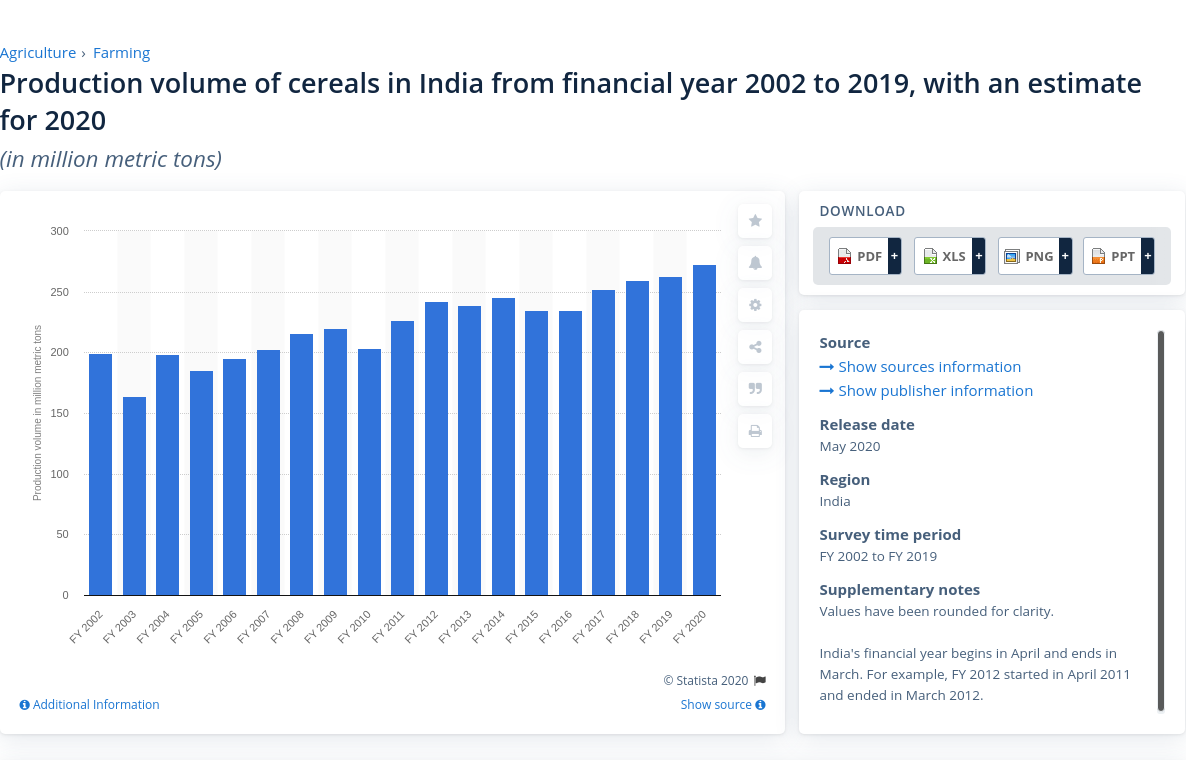 Agriculture › Farming
Production volume of cereals in India from financial year 2002 to 2019, with an estimate
for 2020
(in million metric tons)
300
250
200
150
100
50
0
Production volume in million metric tons
FY 2002
FY 2003
FY 2004
FY 2005
FY 2006
FY 2007
FY 2008
FY 2009
FY 2010
FY 2011
FY 2012
FY 2013
FY 2014
FY 2015
FY 2016
FY 2017
FY 2018
FY 2019
FY 2020
© Statista 2020
Additional Information
Show source
DOWNLOAD
PDF + XLS + PNG + PPT +
Source
Show sources information
Show publisher information
Release date
May 2020
Region
India
Survey time period
FY 2002 to FY 2019
Supplementary notes
Values have been rounded for clarity.
India's financial year begins in April and ends in
March. For example, FY 2012 started in April 2011
and ended in March 2012.